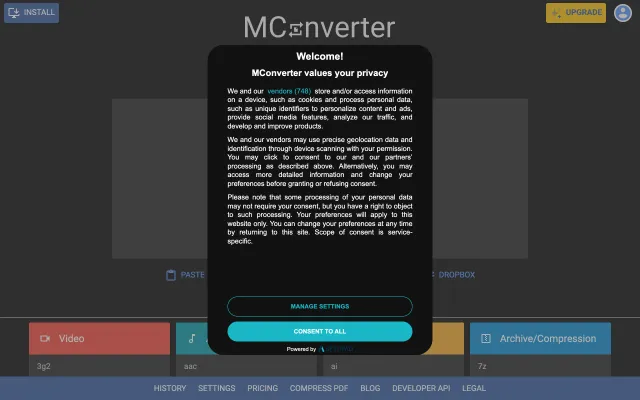 INSTALL
UPGRADE
MConverter
Welcome!
MConverter values your privacy
We and our vendors (748) store and/or access information
on a device, such as cookies and process personal data,
such as unique identifiers to personalize content and ads,
provide social media features, analyze our traffic, and
develop and improve products.
We and our vendors may use precise geolocation data and
identification through device scanning with your permission.
You may click to consent to our and our partners'
processing as described above. Alternatively, you may
access more detailed information and change your
preferences before granting or refusing consent.
Please note that some processing of your personal data
may not require your consent, but you have a right to object
to such processing. Your preferences will apply to this
website only. You can change your preferences at any time
by returning to this site. Scope of consent is service-
specific.
PASTE
DROPBOX
MANAGE SETTINGS
CONSENT TO ALL
Powered by
Video
Archive/Compression
3g2
aac
ai
7z
HISTORY SETTINGS PRICING COMPRESS PDF BLOG DEVELOPER API LEGAL